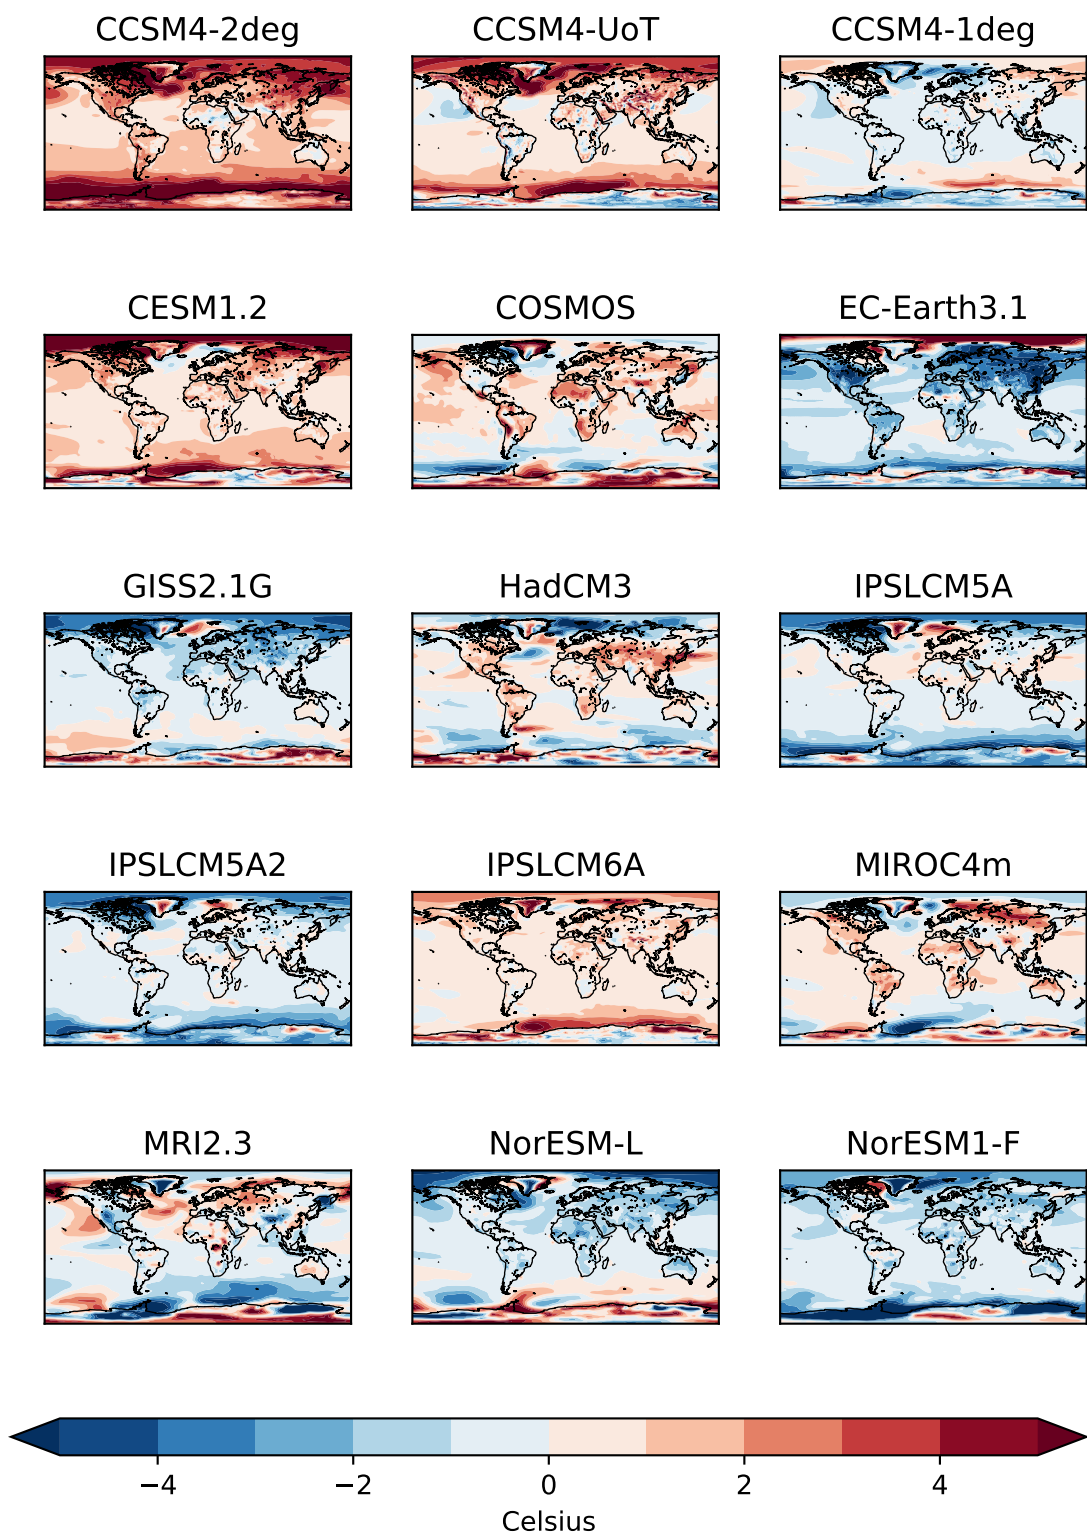 CCSM4-2deg
CCSM4-UoT
CCSM4-1deg
CESM1.2
COSMOS
EC-Earth3.1
GISS2.1G
HadCM3
IPSLCM5A
IPSLCM5A2
IPSLCM6A
MIROC4m
MRI2.3
NorESM-L
NorESM1-F
−4 −2 0 2 4
Celsius